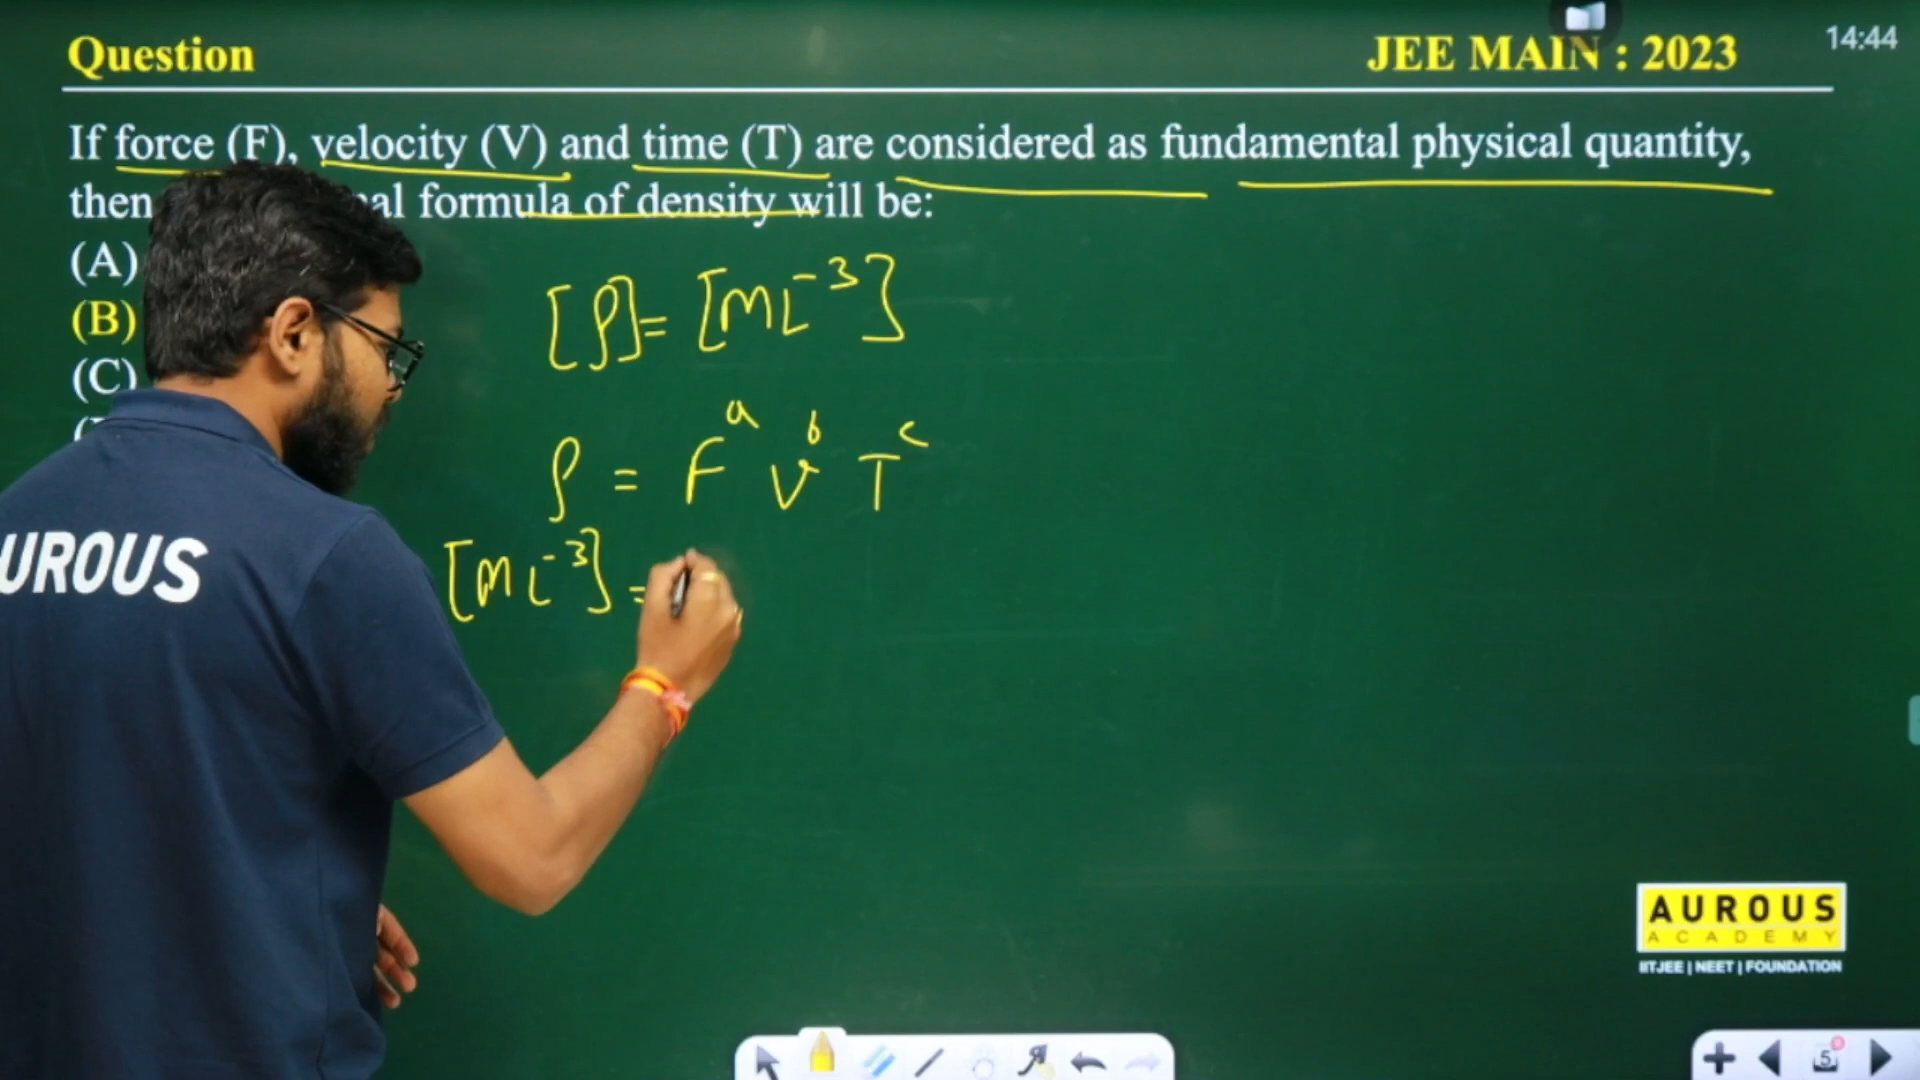 Question
JEE MAIN : 2023
14:44
If force (F), velocity (V) and time (T) are considered as fundamental physical quantity,
then al formula of density will be:
(A)
(B)
(C)
[ρ] = [ML⁻³]
ρ = Fᵃ Vᵇ Tᶜ
[ML⁻³] =
UROUS
AUROUS
ACADEMY
IITJEE | NEET | FOUNDATION
5